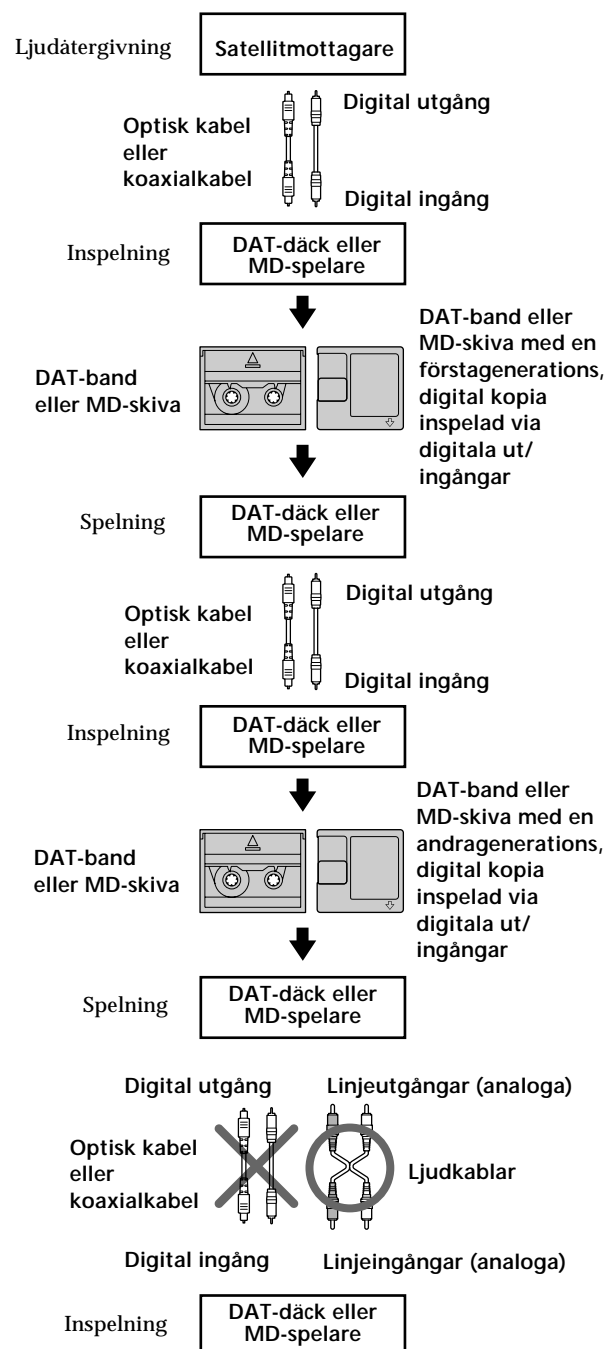 Ljudåtergivning
Satellitmottagare
Digital utgång
Optisk kabel
eller
koaxialkabel
Digital ingång
Inspelning
DAT-däck eller
MD-spelare
DAT-band eller
MD-skiva med en
förstagenerations,
digital kopia
inspelad via
digitala ut/
ingångar
DAT-band
eller MD-skiva
Spelning
DAT-däck eller
MD-spelare
Digital utgång
Optisk kabel
eller
koaxialkabel
Digital ingång
Inspelning
DAT-däck eller
MD-spelare
DAT-band eller
MD-skiva med en
andragenerations,
digital kopia
inspelad via
digitala ut/
ingångar
DAT-band
eller MD-skiva
Spelning
DAT-däck eller
MD-spelare
Digital utgång
Linjeutgångar (analoga)
Optisk kabel
eller
koaxialkabel
Ljudkablar
Digital ingång
Linjeingångar (analoga)
Inspelning
DAT-däck eller
MD-spelare